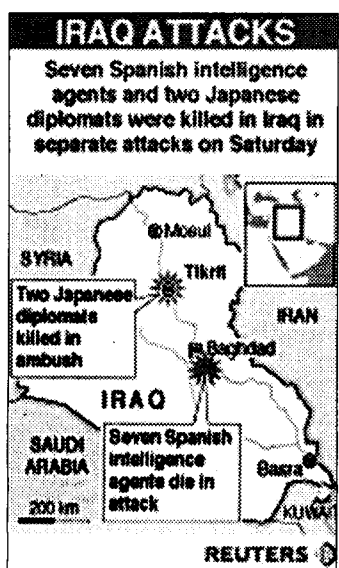 IRAQ ATTACKS
Seven Spanish intelligence
agents and two Japanese
diplomats were killed in Iraq in
separate attacks on Saturday
Mosul
SYRIA
Tikrit
Two Japanese
diplomats
killed in
ambush
IRAN
Baghdad
IRAQ
SAUDI
ARABIA
Seven Spanish
intelligence
agents die in
attack
Basra
200 km
KUWAIT
REUTERS